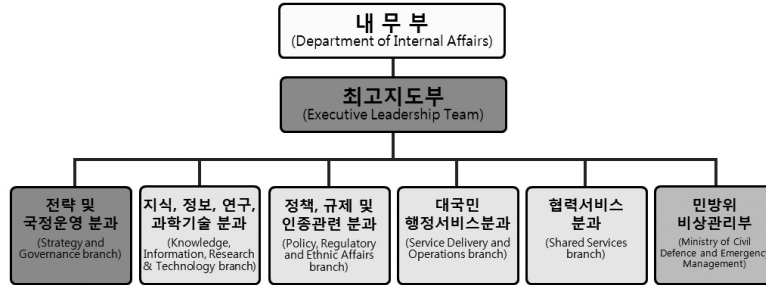 내 무 부
(Department of Internal Affairs)
최고지도부
(Executive Leadership Team)
전략 및
국정운영 분과
(Strategy and
Governance branch)
지식, 정보, 연구,
과학기술 분과
(Knowledge,
Information, Research
& Technology branch)
정책, 규제 및
인종관련 분과
(Policy, Regulatory
and Ethnic Affairs
branch)
대국민
행정서비스분과
(Service Delivery and
Operations branch)
협력서비스
분과
(Shared Services
branch)
민방위
비상관리부
(Ministry of Civil
Defence and Emergency
Management)